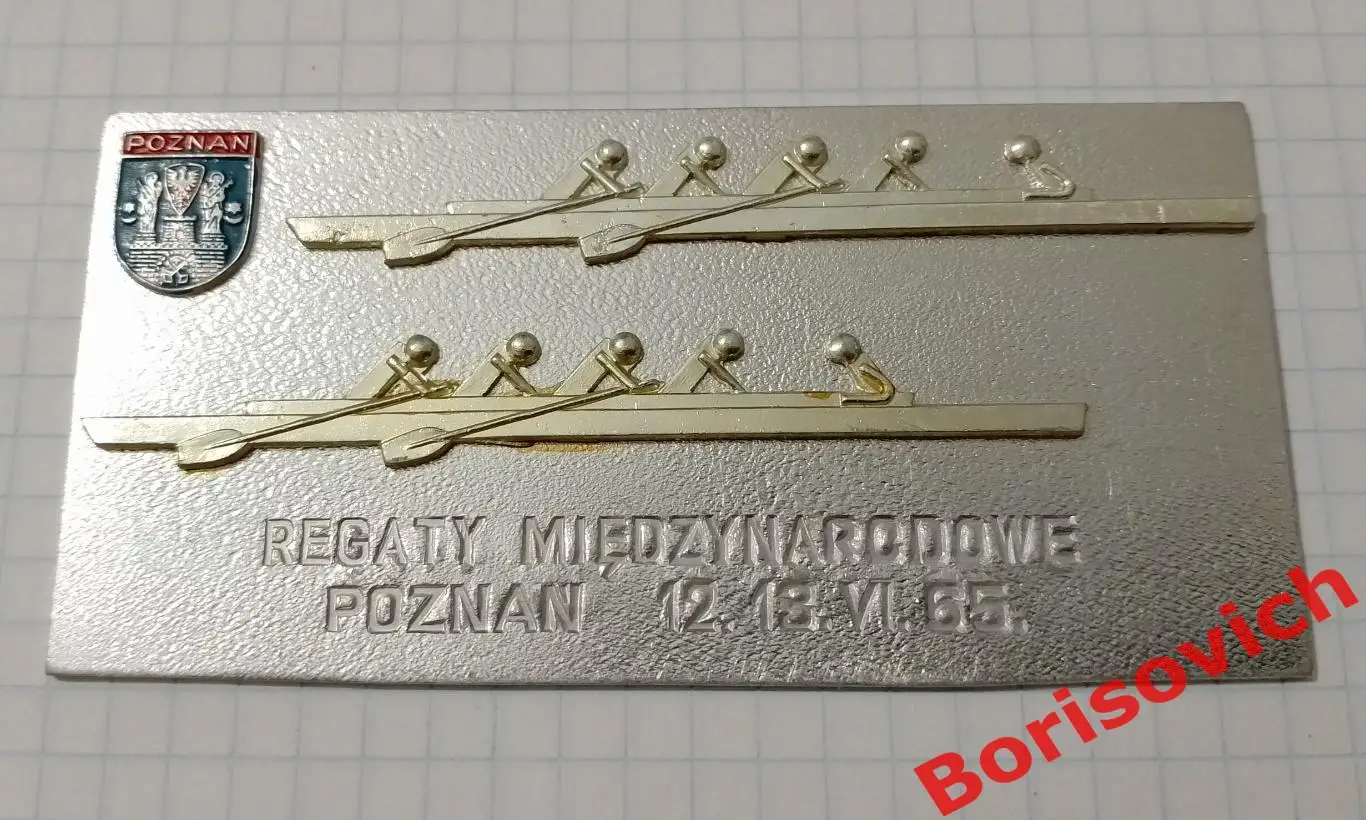 POZNAN
REGATY MIĘDZYNARODOWE
POZNAN 12.13.VI.65.
Borisovich